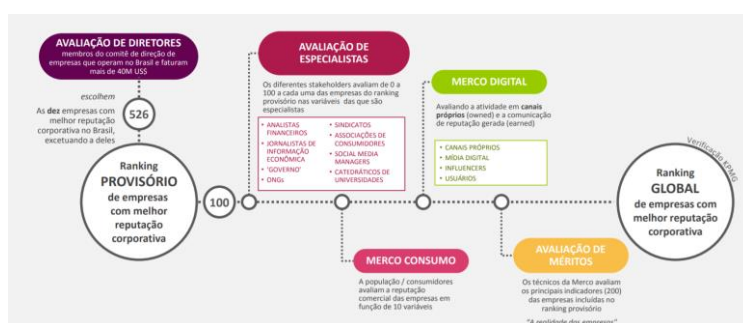 AVALIAÇÃO DE DIRETORES
membros do comitê de direção de
empresas que operam no Brasil e faturam
mais de 40M US$
escolhem
As dez empresas com
melhor reputação
corporativa no Brasil,
excetuando a deles
526
Ranking
PROVISÓRIO
de empresas
com melhor
reputação
corporativa
100
AVALIAÇÃO DE
ESPECIALISTAS
Os diferentes stakeholders avaliam de 0 a
100 a cada uma das empresas do ranking
provisório nas variáveis das que são
especialistas
• ANALISTAS
FINANCEIROS
• JORNALISTAS DE
INFORMAÇÃO
ECONÔMICA
• 'GOVERNO'
• ONGs
• SINDICATOS
• ASSOCIAÇÕES DE
CONSUMIDORES
• SOCIAL MEDIA
MANAGERS
• CATEDRÁTICOS DE
UNIVERSIDADES
MERCO CONSUMO
A população / consumidores
avaliam a reputação
comercial das empresas em
função de 10 variáveis
MERCO DIGITAL
Avaliando a atividade em canais
próprios (owned) e a comunicação
de reputação gerada (earned)
• CANAIS PRÓPRIOS
• MÍDIA DIGITAL
• INFLUENCERS
• USUÁRIOS
AVALIAÇÃO DE
MÉRITOS
Os técnicos da Merco avaliam
os principais indicadores (200)
das empresas incluídas no
ranking provisório
"A realidade das empresas"
Verificação KPMG
Ranking
GLOBAL
de empresas com
melhor reputação
corporativa